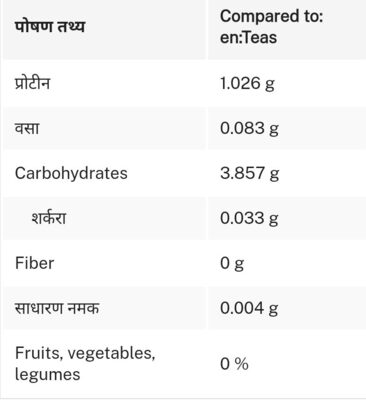 पोषण तथ्य Compared to:
en:Teas
प्रोटीन 1.026 g
वसा 0.083 g
Carbohydrates 3.857 g
शर्करा 0.033 g
Fiber 0 g
साधारण नमक 0.004 g
Fruits, vegetables,
legumes 0 %